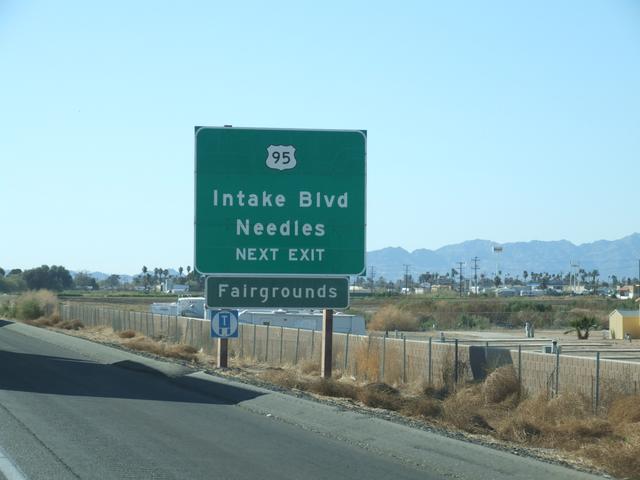 95
Intake Blvd
Needles
NEXT EXIT
Fairgrounds
H